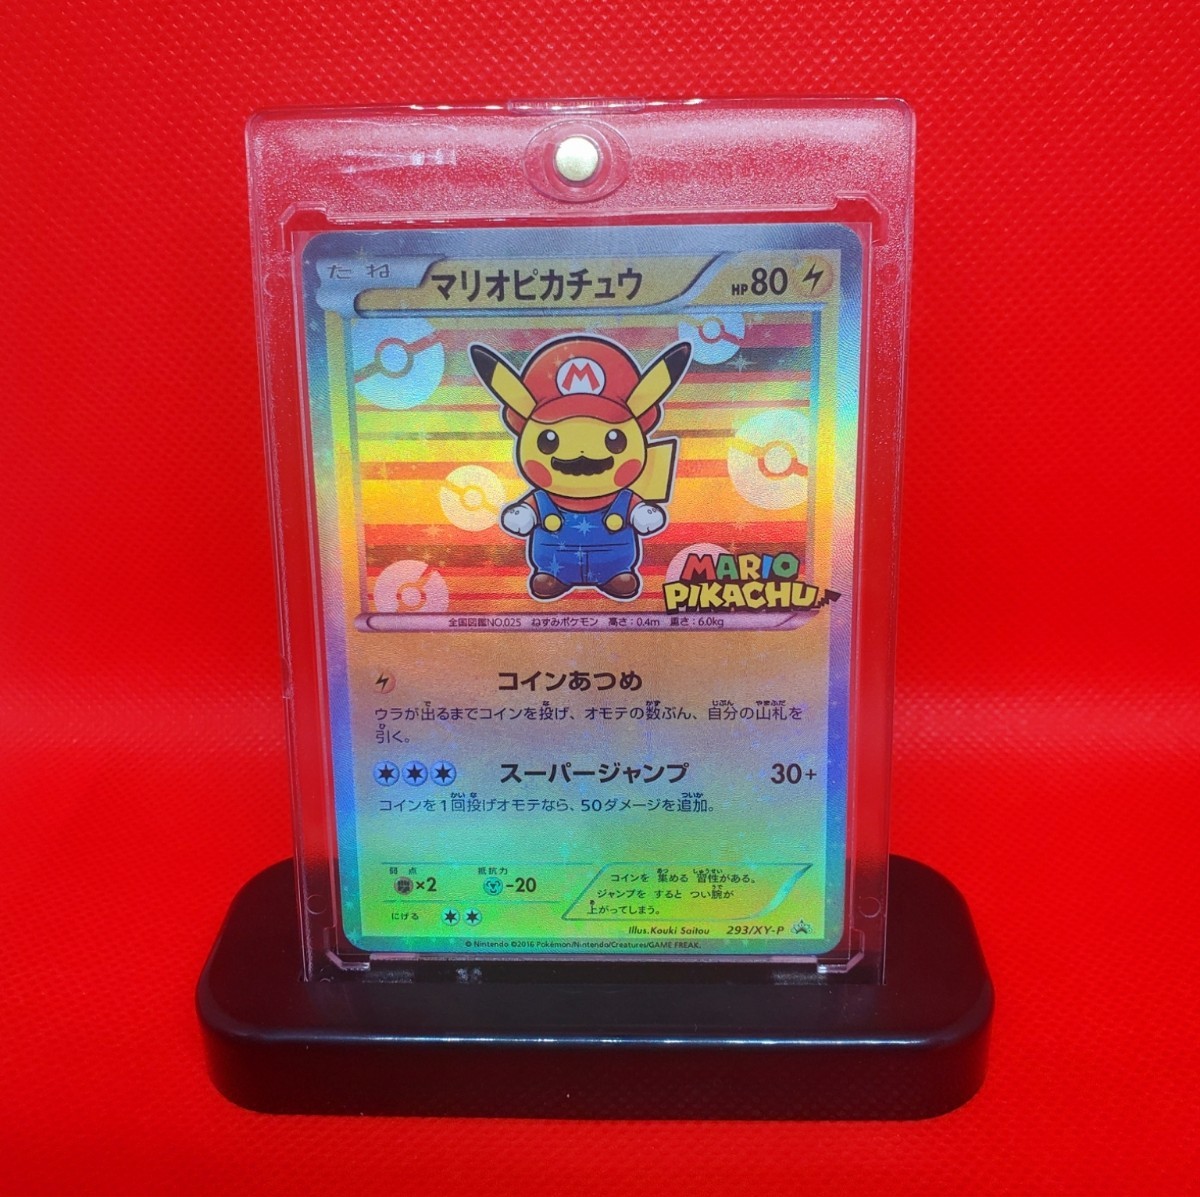 たね
マリオピカチュウ
HP80
M
MARIO
PIKACHU
全国図鑑NO.025 ねずみポケモン 高さ：0.4m 重さ：6.0kg
コインあつめ
ウラが出るまでコインを投げ、オモテの数ぶん、自分の山札を
引く。
スーパージャンプ 30+
コインを1回投げオモテなら、50ダメージを追加。
弱点 抵抗力
×2 -20
にげる
コインを 集める 習性がある。
ジャンプを すると つい腕が
上がってしまう。
Illus.Kouki Saitou 293/XY-P
© Nintendo ©2016 Pokémon/Nintendo/Creatures/GAME FREAK.